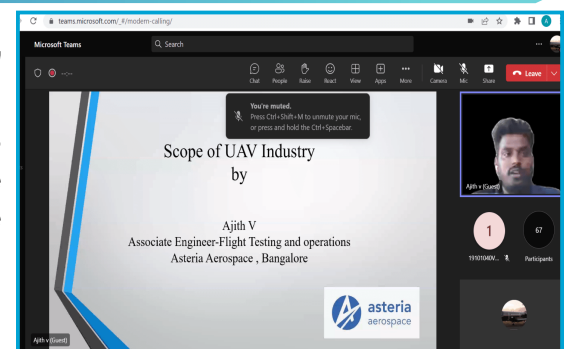 teams.microsoft.com/_#/modern-calling/
A
Microsoft Teams
Search
--:--
Chat People Raise React View Apps More Camera Mic Share Leave
You're muted.
Press Ctrl+Shift+M to unmute your mic,
or press and hold the Ctrl+Spacebar.
Scope of UAV Industry
by
Ajith V
Associate Engineer-Flight Testing and operations
Asteria Aerospace , Bangalore
asteria
aerospace
Ajith v (Guest)
Ajith v (Guest)
1
67
19101040V...
Participants